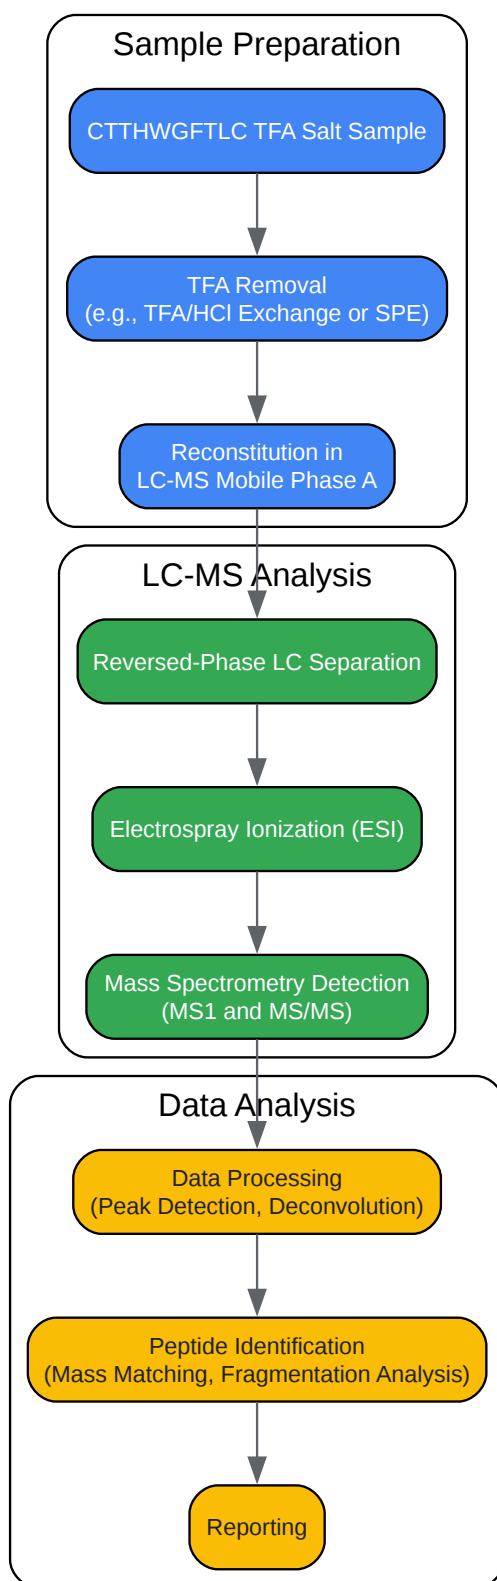 Sample Preparation
CTTHWGFTLC TFA Salt Sample
TFA Removal
(e.g., TFA/HCl Exchange or SPE)
Reconstitution in
LC-MS Mobile Phase A
LC-MS Analysis
Reversed-Phase LC Separation
Electrospray Ionization (ESI)
Mass Spectrometry Detection
(MS1 and MS/MS)
Data Analysis
Data Processing
(Peak Detection, Deconvolution)
Peptide Identification
(Mass Matching, Fragmentation Analysis)
Reporting